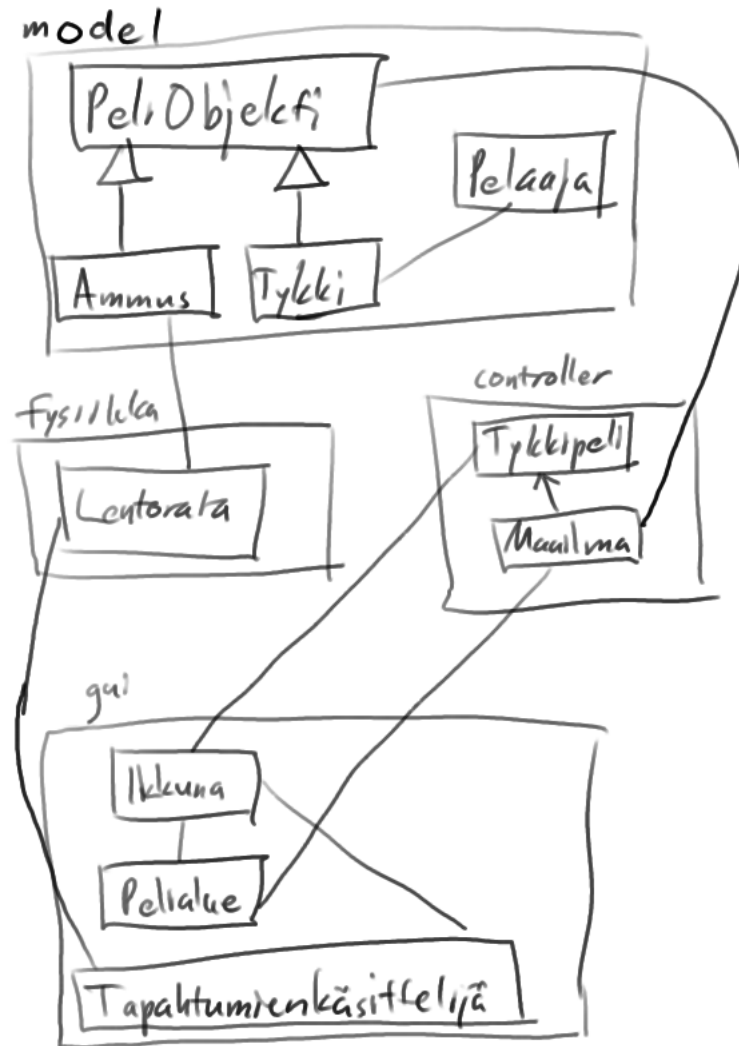 model
PeliObjekti
Pelaaja
Ammus
Tykki
controller
fysiikka
Tykkipeli
Lentorata
Maailma
gui
Ikkuna
Pelialue
Tapahtumienkäsittelijä